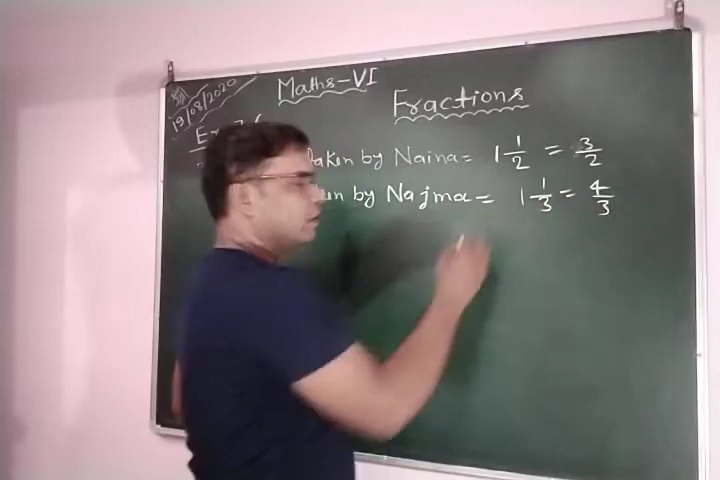 19/08/2020
Maths-VI
Fractions
Taken by Naina = 1 1/2 = 3/2
by Najma = 1 1/3 = 4/3